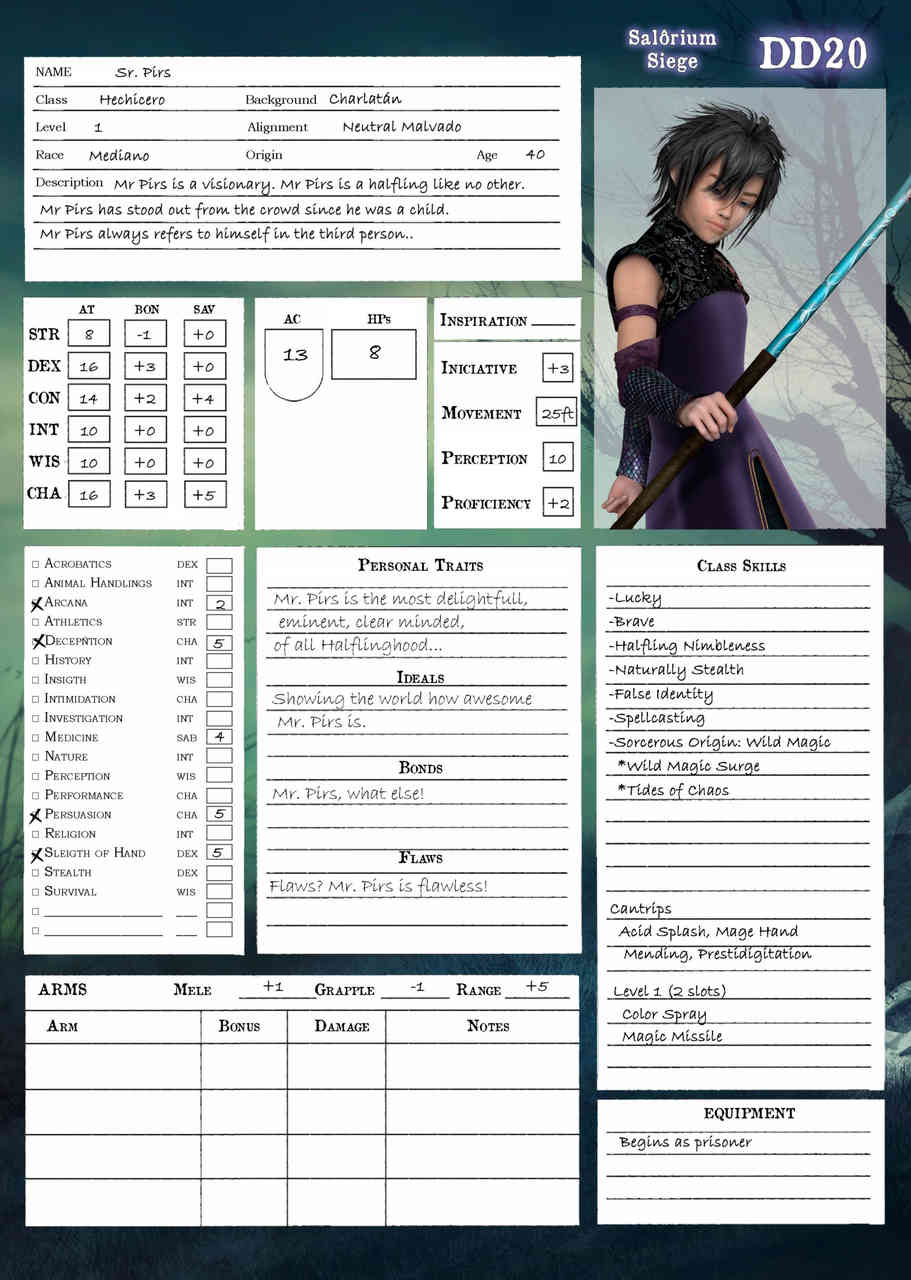 Salôrium
Siege
DD20
NAME Sr. Pirs
Class Hechicero Background Charlatán
Level 1 Alignment Neutral Malvado
Race Mediano Origin Age 40
Description Mr Pirs is a visionary. Mr Pirs is a halfling like no other.
Mr Pirs has stood out from the crowd since he was a child.
Mr Pirs always refers to himself in the third person..
AT BON SAV
STR 8 -1 +0
DEX 16 +3 +0
CON 14 +2 +4
INT 10 +0 +0
WIS 10 +0 +0
CHA 16 +3 +5
AC HPs
13 8
INSPIRATION
INICIATIVE +3
MOVEMENT 25ft
PERCEPTION 10
PROFICIENCY +2
ACROBATICS DEX
ANIMAL HANDLINGS INT
ARCANA INT 2
ATHLETICS STR
DECEPNTION CHA 5
HISTORY INT
INSIGTH WIS
INTIMIDATION CHA
INVESTIGATION INT
MEDICINE SAB 4
NATURE INT
PERCEPTION WIS
PERFORMANCE CHA
PERSUASION CHA 5
RELIGION INT
SLEIGTH OF HAND DEX 5
STEALTH DEX
SURVIVAL WIS
PERSONAL TRAITS
Mr. Pirs is the most delightfull,
eminent, clear minded,
of all Halflinghood...
IDEALS
Showing the world how awesome
Mr. Pirs is.
BONDS
Mr. Pirs, what else!
FLAWS
Flaws? Mr. Pirs is flawless!
CLASS SKILLS
-Lucky
-Brave
-Halfling Nimbleness
-Naturally Stealth
-False Identity
-Spellcasting
-Sorcerous Origin: Wild Magic
*Wild Magic Surge
*Tides of Chaos
Cantrips
Acid Splash, Mage Hand
Mending, Prestidigitation
Level 1 (2 slots)
Color Spray
Magic Missile
ARMS MELE +1 GRAPPLE -1 RANGE +5
ARM BONUS DAMAGE NOTES
EQUIPMENT
Begins as prisoner